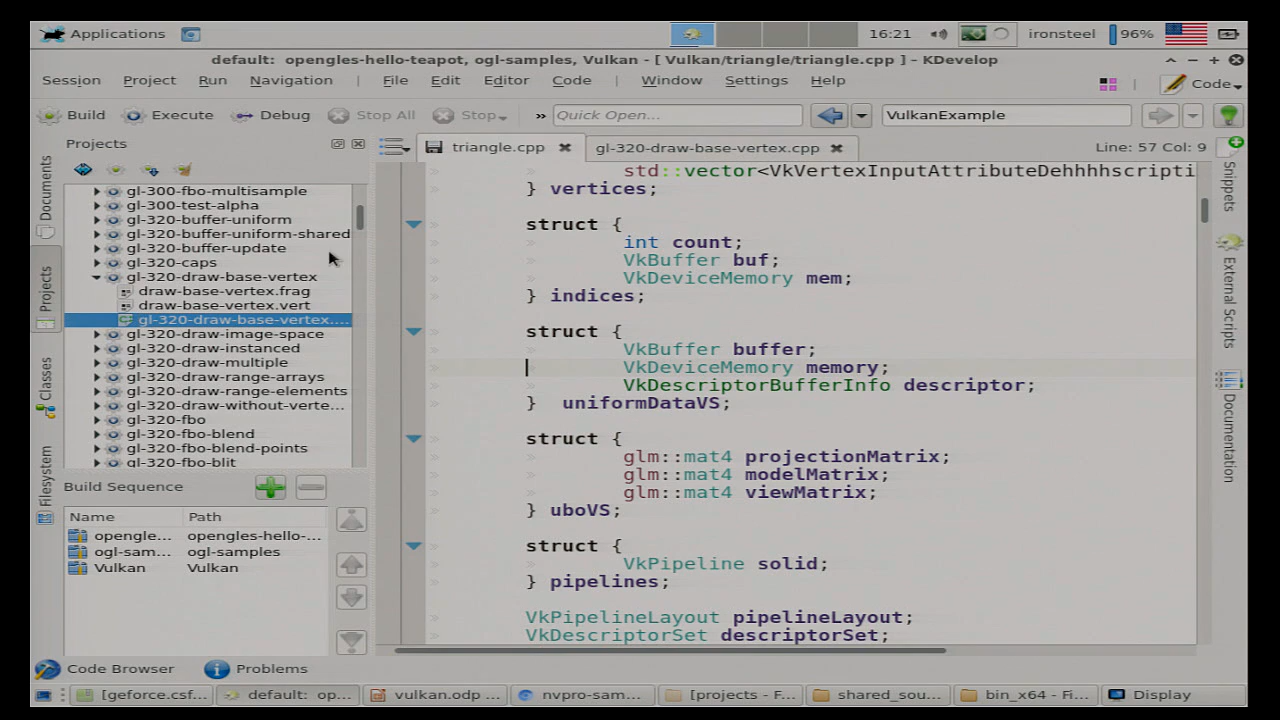 Applications 16:21 ironsteel 96%
default: opengles-hello-teapot, ogl-samples, Vulkan - [ Vulkan/triangle/triangle.cpp ] - KDevelop
Session Project Run Navigation File Edit Editor Code Window Settings Help Code
Build Execute Debug Stop All Stop » Quick Open... VulkanExample
Projects triangle.cpp gl-320-draw-base-vertex.cpp Line: 57 Col: 9
Documents
Projects
Classes
Filesystem
gl-300-fbo-multisample
gl-300-test-alpha
gl-320-buffer-uniform
gl-320-buffer-uniform-shared
gl-320-buffer-update
gl-320-caps
gl-320-draw-base-vertex
draw-base-vertex.frag
draw-base-vertex.vert
gl-320-draw-base-vertex....
gl-320-draw-image-space
gl-320-draw-instanced
gl-320-draw-multiple
gl-320-draw-range-arrays
gl-320-draw-range-elements
gl-320-draw-without-verte...
gl-320-fbo
gl-320-fbo-blend
gl-320-fbo-blend-points
gl-320-fbo-blit
Build Sequence
Name Path
opengle... opengles-hello-...
ogl-sam... ogl-samples
Vulkan Vulkan
std::vector<VkVertexInputAttributeDehhhhscripti
} vertices;
struct {
int count;
VkBuffer buf;
VkDeviceMemory mem;
} indices;
struct {
VkBuffer buffer;
VkDeviceMemory memory;
VkDescriptorBufferInfo descriptor;
} uniformDataVS;
struct {
glm::mat4 projectionMatrix;
glm::mat4 modelMatrix;
glm::mat4 viewMatrix;
} uboVS;
struct {
VkPipeline solid;
} pipelines;
VkPipelineLayout pipelineLayout;
VkDescriptorSet descriptorSet;
Snippets
External Scripts
Documentation
Code Browser Problems
[geforce.csf... default: op... vulkan.odp ... nvpro-sam... [projects - F... shared_sou... bin_x64 - Fi... Display